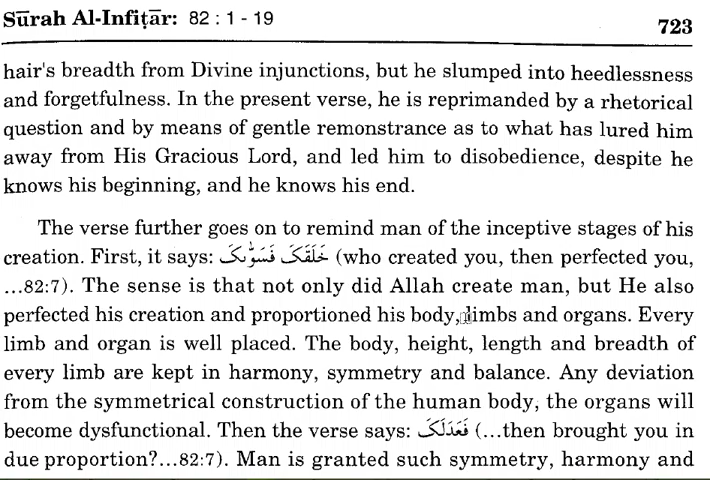 Sūrah Al-Infiṭār: 82 : 1 - 19
723
hair's breadth from Divine injunctions, but he slumped into heedlessness
and forgetfulness. In the present verse, he is reprimanded by a rhetorical
question and by means of gentle remonstrance as to what has lured him
away from His Gracious Lord, and led him to disobedience, despite he
knows his beginning, and he knows his end.
The verse further goes on to remind man of the inceptive stages of his
creation. First, it says: خَلَقَکَ فَسَوّٰىکَ (who created you, then perfected you,
...82:7). The sense is that not only did Allah create man, but He also
perfected his creation and proportioned his body, limbs and organs. Every
limb and organ is well placed. The body, height, length and breadth of
every limb are kept in harmony, symmetry and balance. Any deviation
from the symmetrical construction of the human body, the organs will
become dysfunctional. Then the verse says: فَعَدَلَکَ (...then brought you in
due proportion?...82:7). Man is granted such symmetry, harmony and